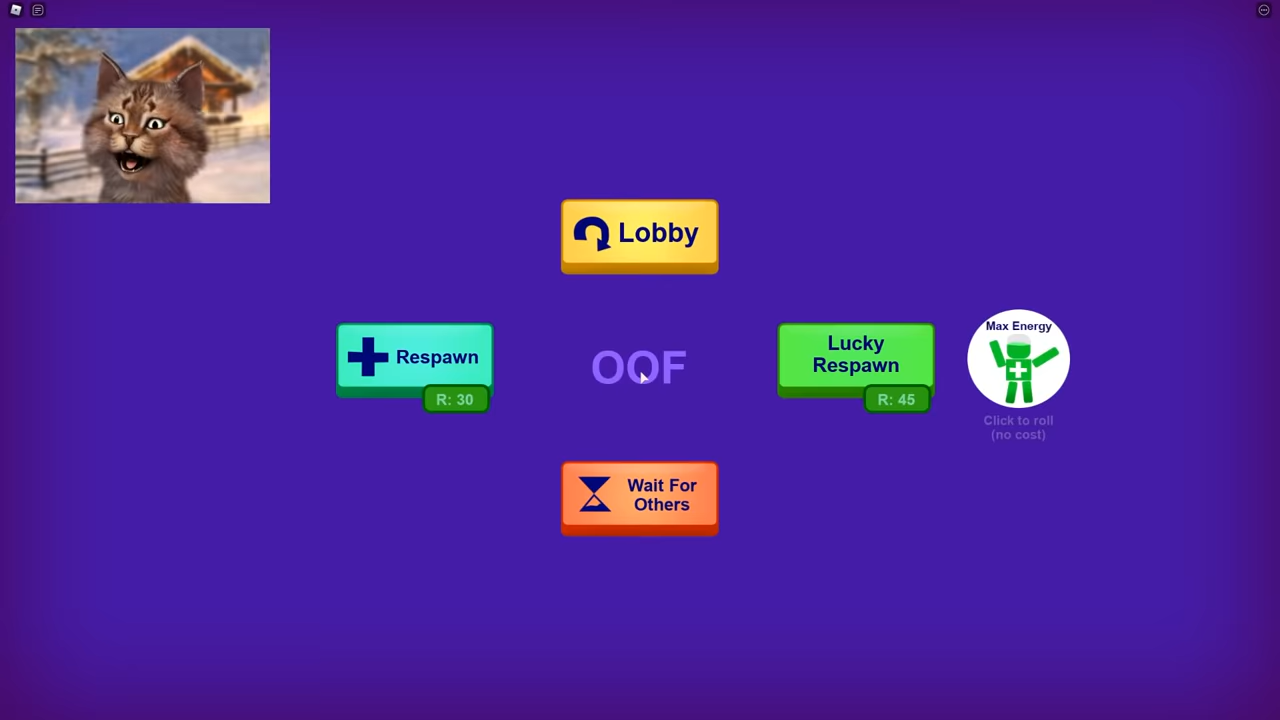 Lobby
Respawn
R: 30
OOF
Lucky
Respawn
R: 45
Max Energy
Click to roll
(no cost)
Wait For
Others